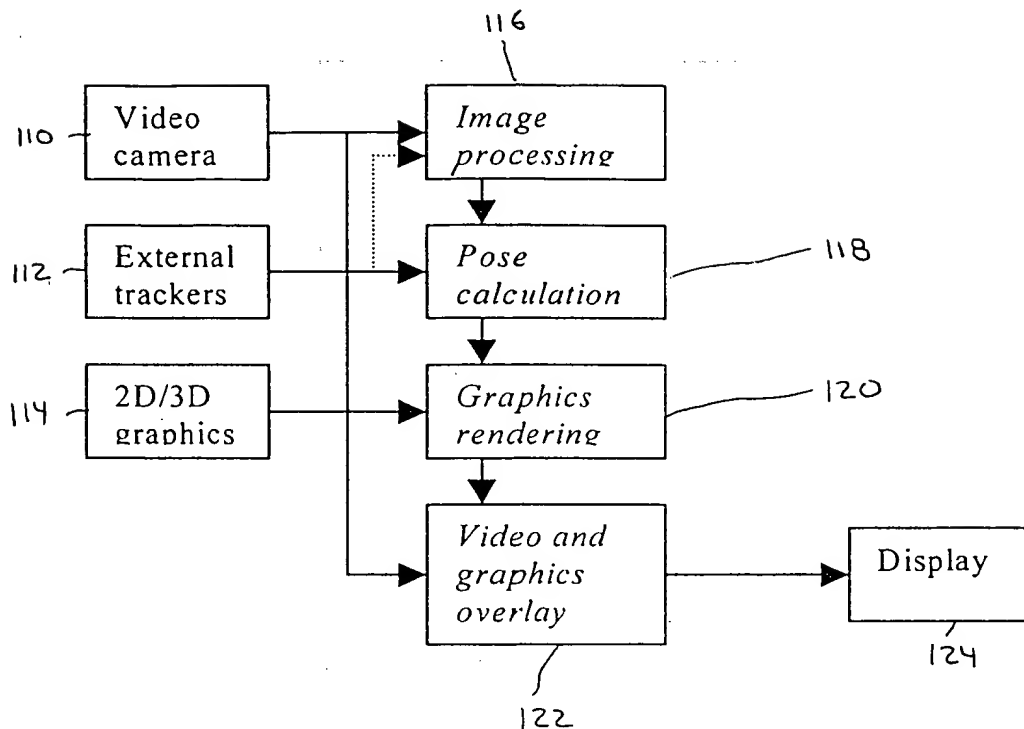 116
110
Video
camera
Image
processing
112
External
trackers
Pose
calculation
118
114
2D/3D
graphics
Graphics
rendering
120
Video and
graphics
overlay
Display
124
122